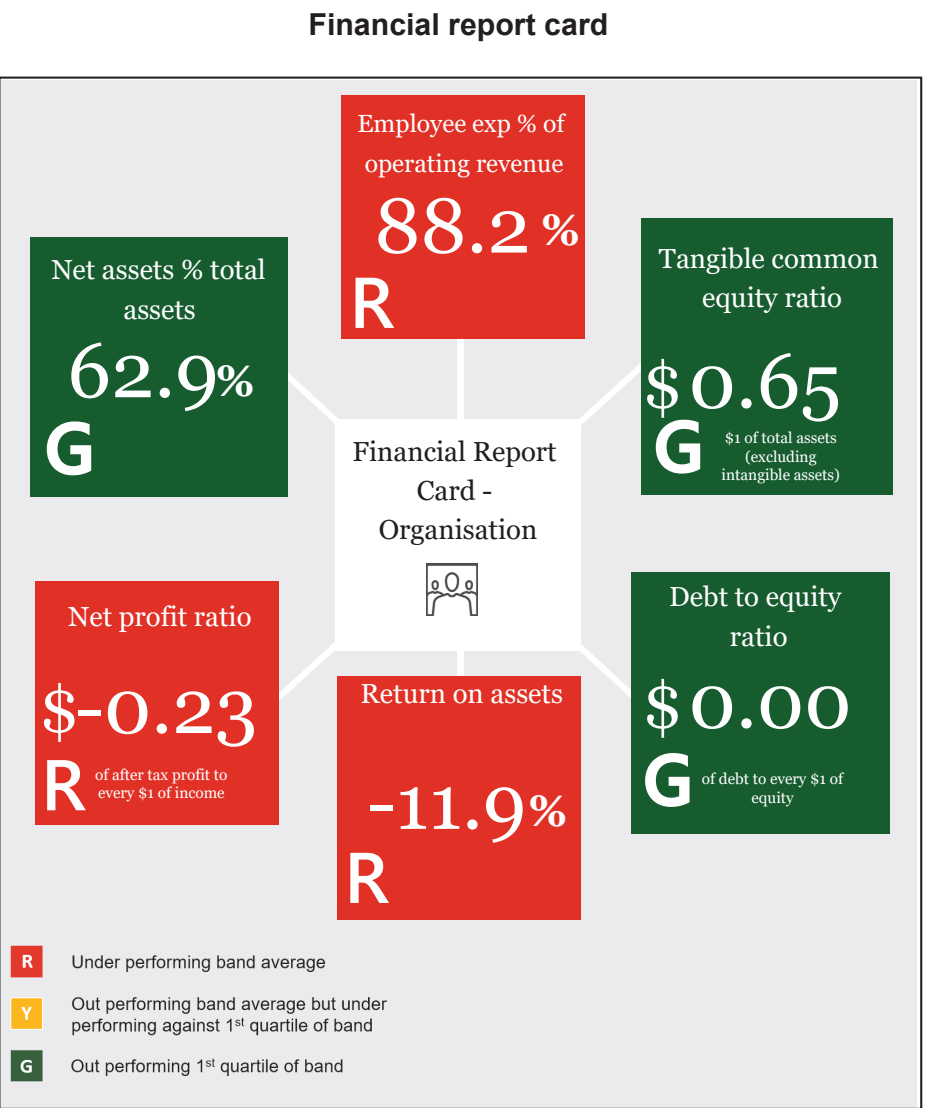 Financial report card
Employee exp % of
operating revenue
88.2 %
R
Net assets % total
assets
62.9%
G
Tangible common
equity ratio
$0.65
G
$1 of total assets
(excluding
intangible assets)
Financial Report
Card -
Organisation
Net profit ratio
$-0.23
R
of after tax profit to
every $1 of income
Return on assets
-11.9%
R
Debt to equity
ratio
$0.00
G
of debt to every $1 of
equity
R Under performing band average
Y Out performing band average but under
performing against 1st quartile of band
G Out performing 1st quartile of band